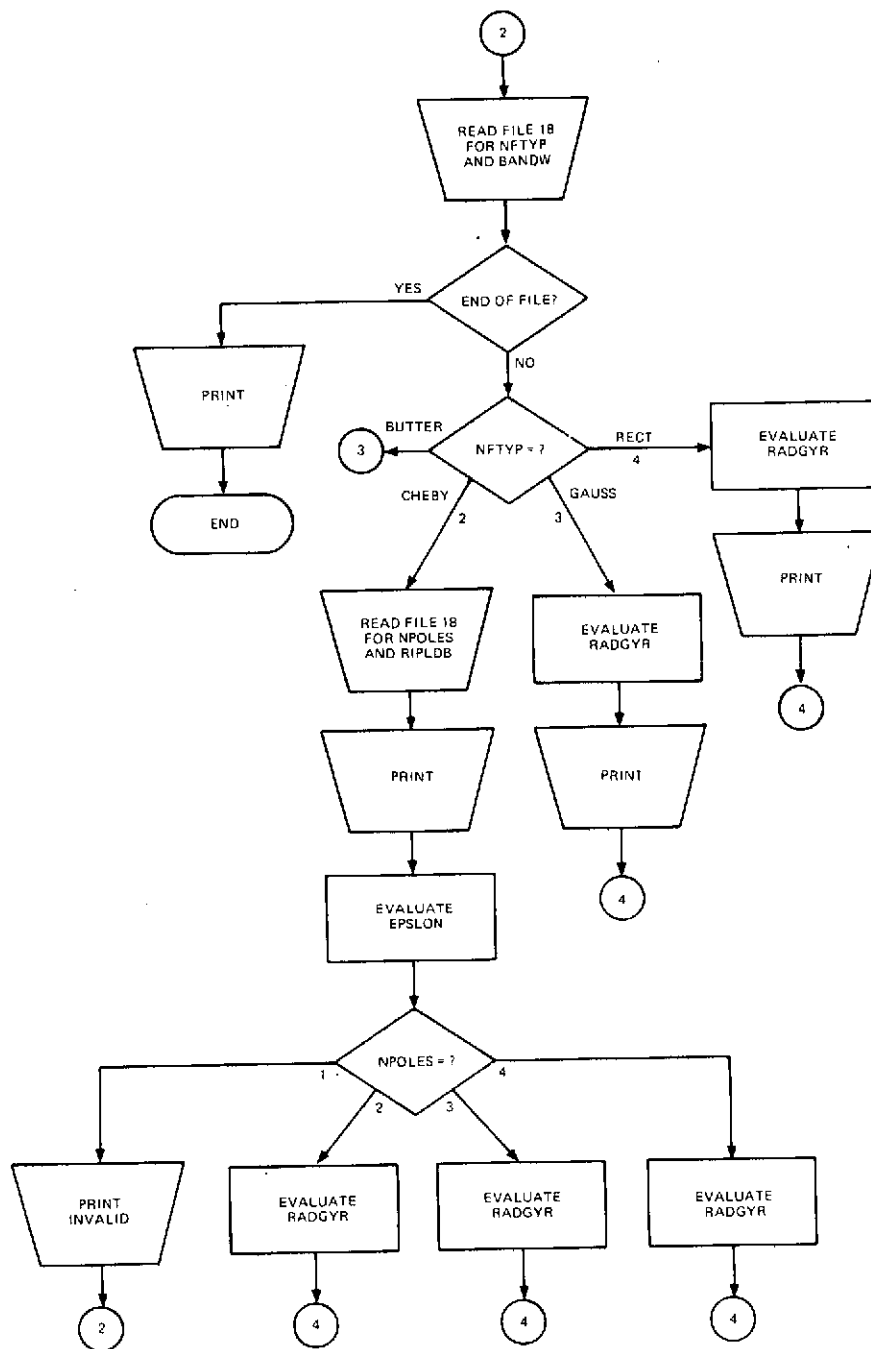 2
READ FILE 18
FOR NFTYP
AND BANDW
YES
END OF FILE?
NO
PRINT
BUTTER
3
NFTYP = ?
RECT
4
EVALUATE
RADGYR
CHEBY
2
GAUSS
3
END
PRINT
READ FILE 18
FOR NPOLES
AND RIPLDB
EVALUATE
RADGYR
4
PRINT
PRINT
EVALUATE
EPSLON
4
NPOLES = ?
1
2
3
4
PRINT
INVALID
EVALUATE
RADGYR
EVALUATE
RADGYR
EVALUATE
RADGYR
2
4
4
4